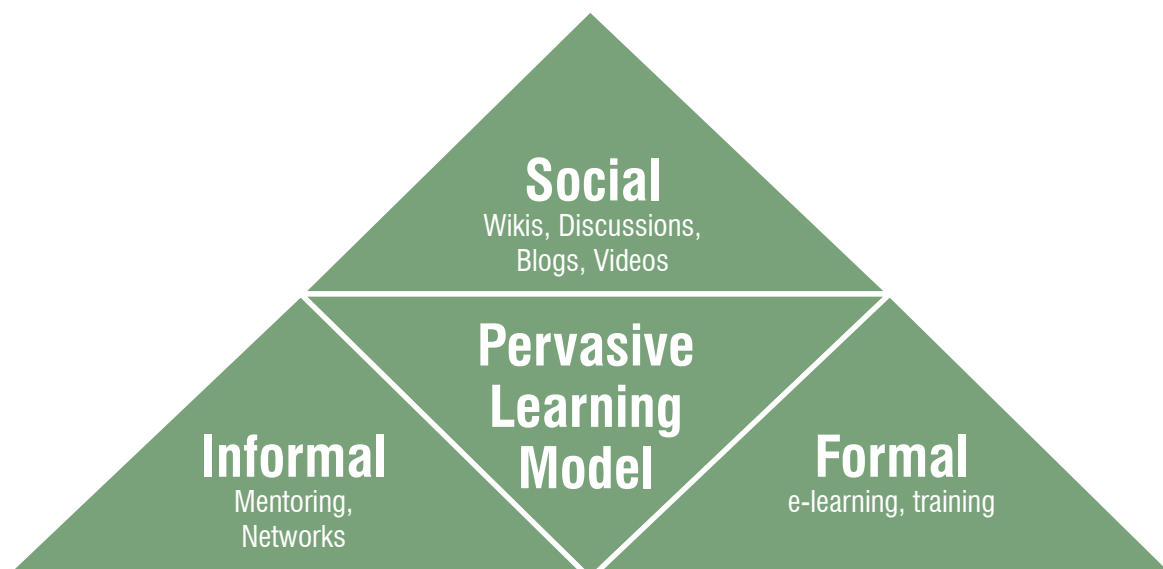 Social
Wikis, Discussions,
Blogs, Videos
Pervasive
Learning
Model
Informal
Mentoring,
Networks
Formal
e-learning, training